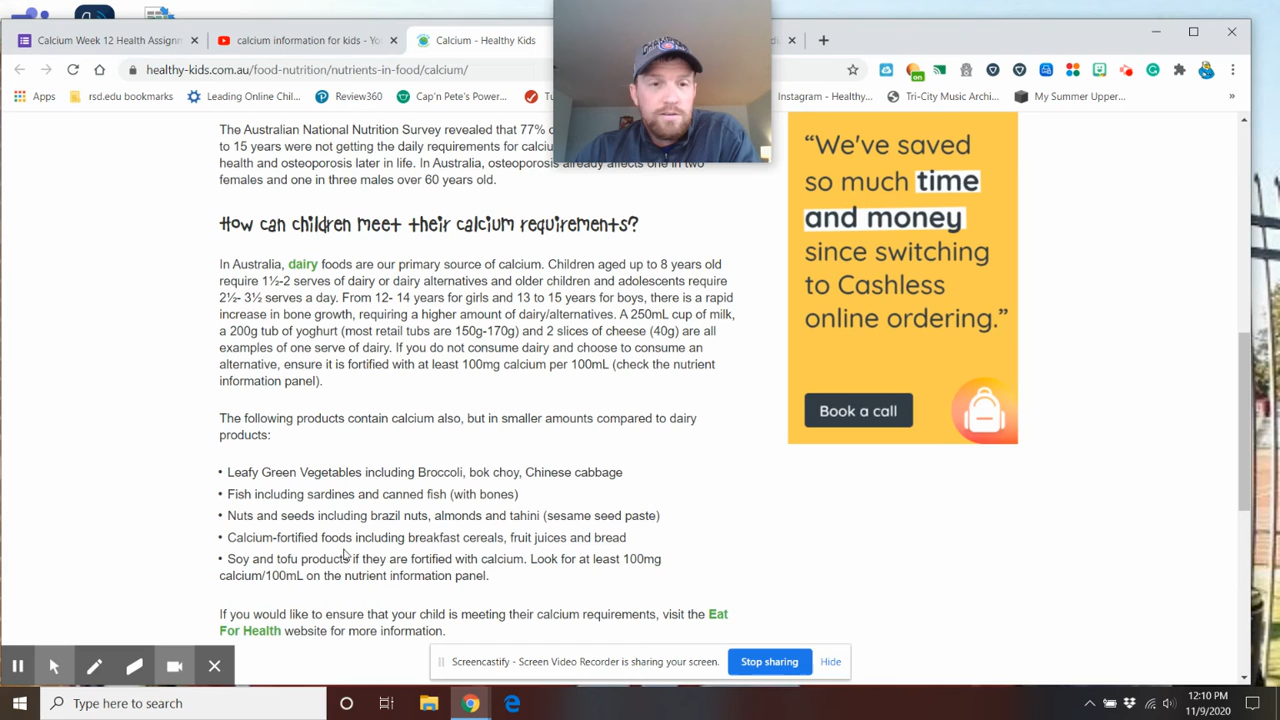 Calcium Week 12 Health Assignm
calcium information for kids - Yo
Calcium - Healthy Kids
healthy-kids.com.au/food-nutrition/nutrients-in-food/calcium/
on
Apps
rsd.edu bookmarks
Leading Online Chil...
Review360
Cap'n Pete's Power...
Instagram - Healthy...
Tri-City Music Archi...
My Summer Upper...
»
The Australian National Nutrition Survey revealed that 77%
to 15 years were not getting the daily requirements for calcium
health and osteoporosis later in life. In Australia, osteoporosis already affects one in two
females and one in three males over 60 years old.
How can children meet their calcium requirements?
In Australia, dairy foods are our primary source of calcium. Children aged up to 8 years old
require 1½-2 serves of dairy or dairy alternatives and older children and adolescents require
2½- 3½ serves a day. From 12- 14 years for girls and 13 to 15 years for boys, there is a rapid
increase in bone growth, requiring a higher amount of dairy/alternatives. A 250mL cup of milk,
a 200g tub of yoghurt (most retail tubs are 150g-170g) and 2 slices of cheese (40g) are all
examples of one serve of dairy. If you do not consume dairy and choose to consume an
alternative, ensure it is fortified with at least 100mg calcium per 100mL (check the nutrient
information panel).
The following products contain calcium also, but in smaller amounts compared to dairy
products:
• Leafy Green Vegetables including Broccoli, bok choy, Chinese cabbage
• Fish including sardines and canned fish (with bones)
• Nuts and seeds including brazil nuts, almonds and tahini (sesame seed paste)
• Calcium-fortified foods including breakfast cereals, fruit juices and bread
• Soy and tofu products if they are fortified with calcium. Look for at least 100mg
calcium/100mL on the nutrient information panel.
If you would like to ensure that your child is meeting their calcium requirements, visit the Eat
For Health website for more information.
“We've saved
so much time
and money
since switching
to Cashless
online ordering.”
Book a call
Screencastify - Screen Video Recorder is sharing your screen.
Stop sharing
Hide
Type here to search
12:10 PM
11/9/2020